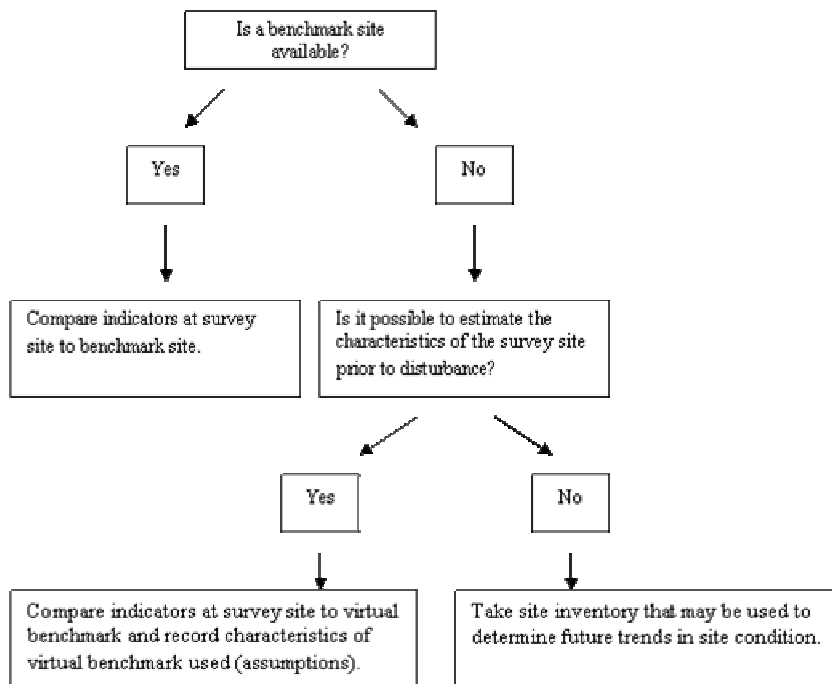 Is a benchmark site
available?
Yes
No
Compare indicators at survey
site to benchmark site.
Is it possible to estimate the
characteristics of the survey site
prior to disturbance?
Yes
No
Compare indicators at survey site to virtual
benchmark and record characteristics of
virtual benchmark used (assumptions).
Take site inventory that may be used to
determine future trends in site condition.